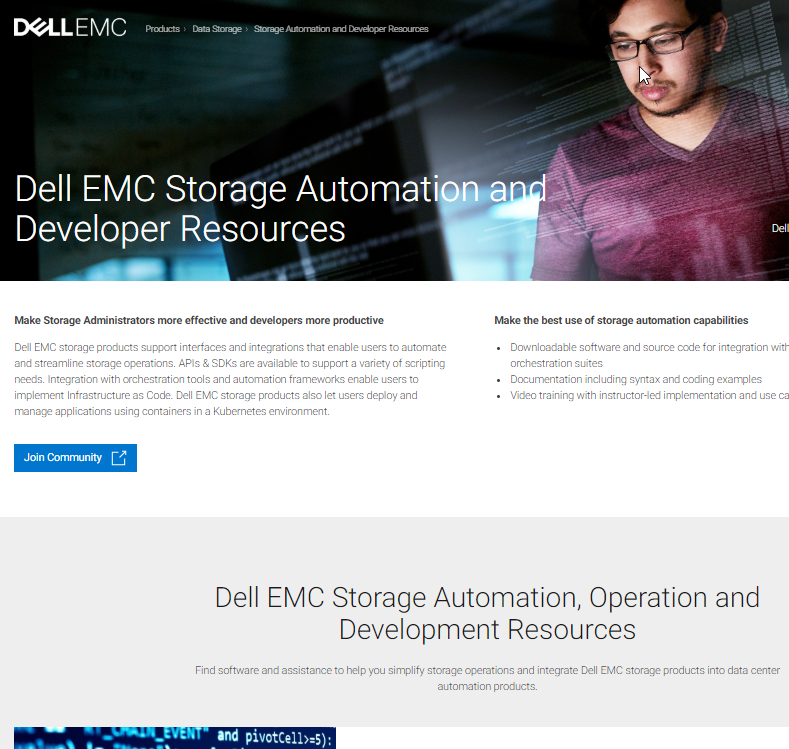 DELLEMC
Products › Data Storage › Storage Automation and Developer Resources
Dell EMC Storage Automation and
Developer Resources
Dell
Make Storage Administrators more effective and developers more productive
Dell EMC storage products support interfaces and integrations that enable users to automate
and streamline storage operations. APIs & SDKs are available to support a variety of scripting
needs. Integration with orchestration tools and automation frameworks enable users to
implement Infrastructure as Code. Dell EMC storage products also let users deploy and
manage applications using containers in a Kubernetes environment.
Join Community
Make the best use of storage automation capabilities
• Downloadable software and source code for integration with
orchestration suites
• Documentation including syntax and coding examples
• Video training with instructor-led implementation and use ca
Dell EMC Storage Automation, Operation and
Development Resources
Find software and assistance to help you simplify storage operations and integrate Dell EMC storage products into data center
automation products.
_CHAIN_EVENT" and pivotCell>=5):